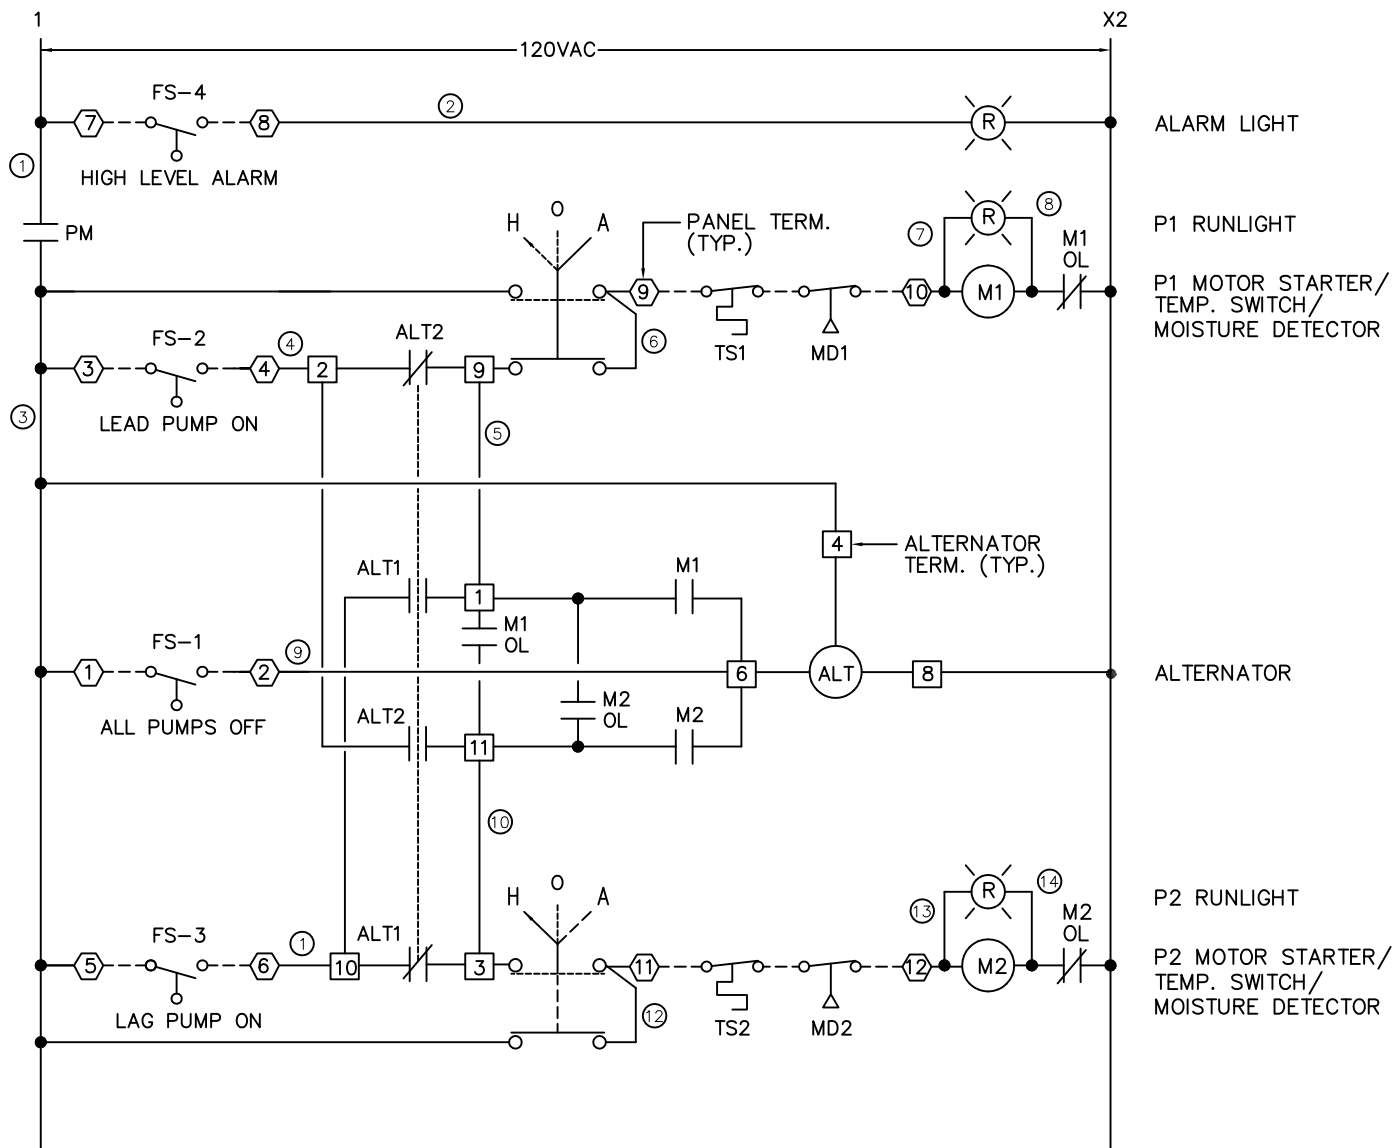 1
X2
120VAC
FS-4
7
8
2
R
ALARM LIGHT
1
HIGH LEVEL ALARM
PM
H O A
PANEL TERM.
(TYP.)
7
R
8
P1 RUNLIGHT
M1
OL
9
10
M1
P1 MOTOR STARTER/
TEMP. SWITCH/
MOISTURE DETECTOR
TS1
MD1
6
FS-2
4
ALT2
3
4
2
9
LEAD PUMP ON
3
5
4
ALTERNATOR
TERM. (TYP.)
ALT1
1
M1
M1
OL
FS-1
9
1
2
6
ALT
8
ALTERNATOR
ALL PUMPS OFF
M2
OL
ALT2
11
M2
10
H O A
R
13
14
P2 RUNLIGHT
M2
OL
FS-3
1
ALT1
5
6
10
3
11
12
M2
P2 MOTOR STARTER/
TEMP. SWITCH/
MOISTURE DETECTOR
LAG PUMP ON
12
TS2
MD2